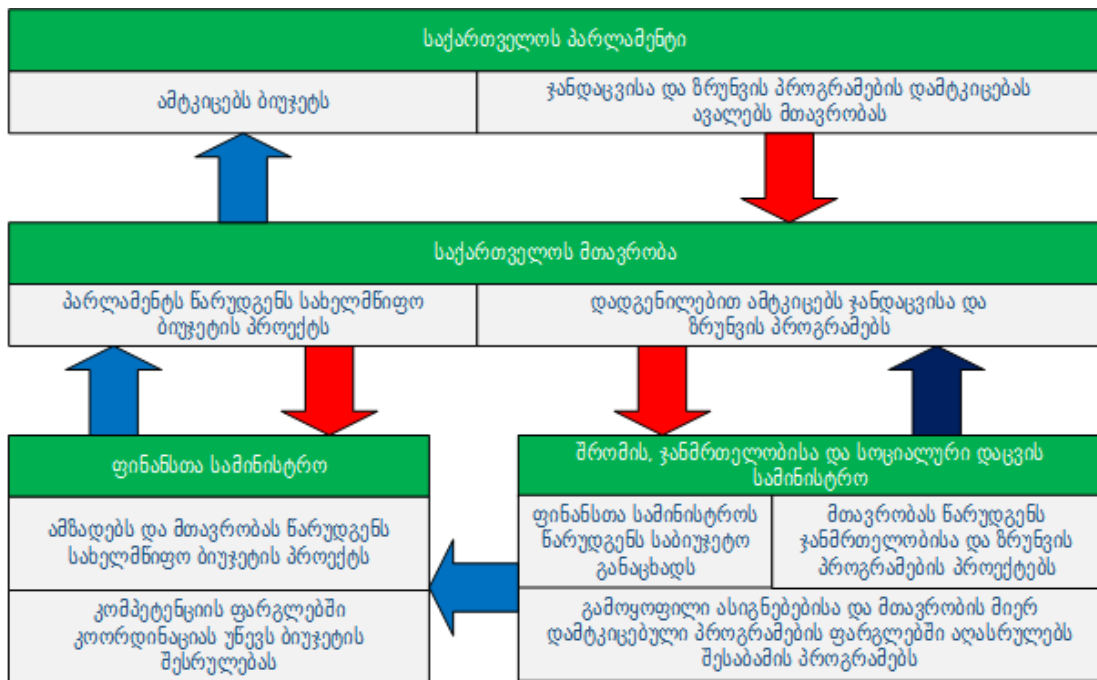 საქართველოს პარლამენტი
ამტკიცებს ბიუჯეტს
ჯანდაცვისა და ზრუნვის პროგრამების დამტკიცებას
ავალებს მთავრობას
საქართველოს მთავრობა
პარლამენტს წარუდგენს სახელმწიფო
ბიუჯეტის პროექტს
დადგენილებით ამტკიცებს ჯანდაცვისა და
ზრუნვის პროგრამებს
ფინანსთა სამინისტრო
ამზადებს და მთავრობას წარუდგენს
სახელმწიფო ბიუჯეტის პროექტს
კომპეტენციის ფარგლებში
კოორდინაციას უწევს ბიუჯეტის
შესრულებას
შრომის, ჯანმრთელობისა და სოციალური დაცვის
სამინისტრო
ფინანსთა სამინისტროს
წარუდგენს საბიუჯეტო
განაცხადს
მთავრობას წარუდგენს
ჯანმრთელობისა და ზრუნვის
პროგრამების პროექტებს
გამოყოფილი ასიგნებებისა და მთავრობის მიერ
დამტკიცებული პროგრამების ფარგლებში აღასრულებს
შესაბამის პროგრამებს